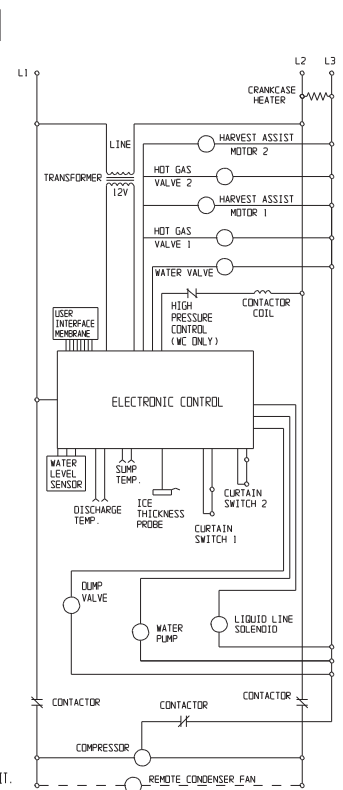 L1
L2
L3
CRANKCASE
HEATER
LINE
HARVEST ASSIST
MOTOR 2
TRANSFORMER
HOT GAS
VALVE 2
12V
HARVEST ASSIST
MOTOR 1
HOT GAS
VALVE 1
WATER VALVE
HIGH
PRESSURE
CONTROL
(WC ONLY)
CONTACTOR
COIL
USER
INTERFACE
MEMBRANE
ELECTRONIC CONTROL
WATER
LEVEL
SENSOR
SUMP
TEMP.
DISCHARGE
TEMP.
ICE
THICKNESS
PROBE
CURTAIN
SWITCH 2
CURTAIN
SWITCH 1
DUMP
VALVE
WATER
PUMP
LIQUID LINE
SOLENOID
CONTACTOR
CONTACTOR
CONTACTOR
COMPRESSOR
IT.
REMOTE CONDENSER FAN